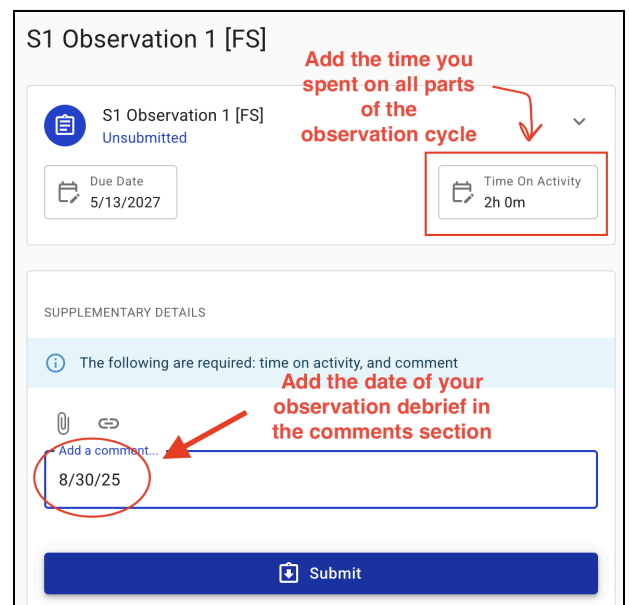 S1 Observation 1 [FS]
Add the time you
spent on all parts
of the
observation cycle
S1 Observation 1 [FS]
Unsubmitted
Due Date
5/13/2027
Time On Activity
2h 0m
SUPPLEMENTARY DETAILS
The following are required: time on activity, and comment
Add the date of your
observation debrief in
the comments section
Add a comment...
8/30/25
Submit